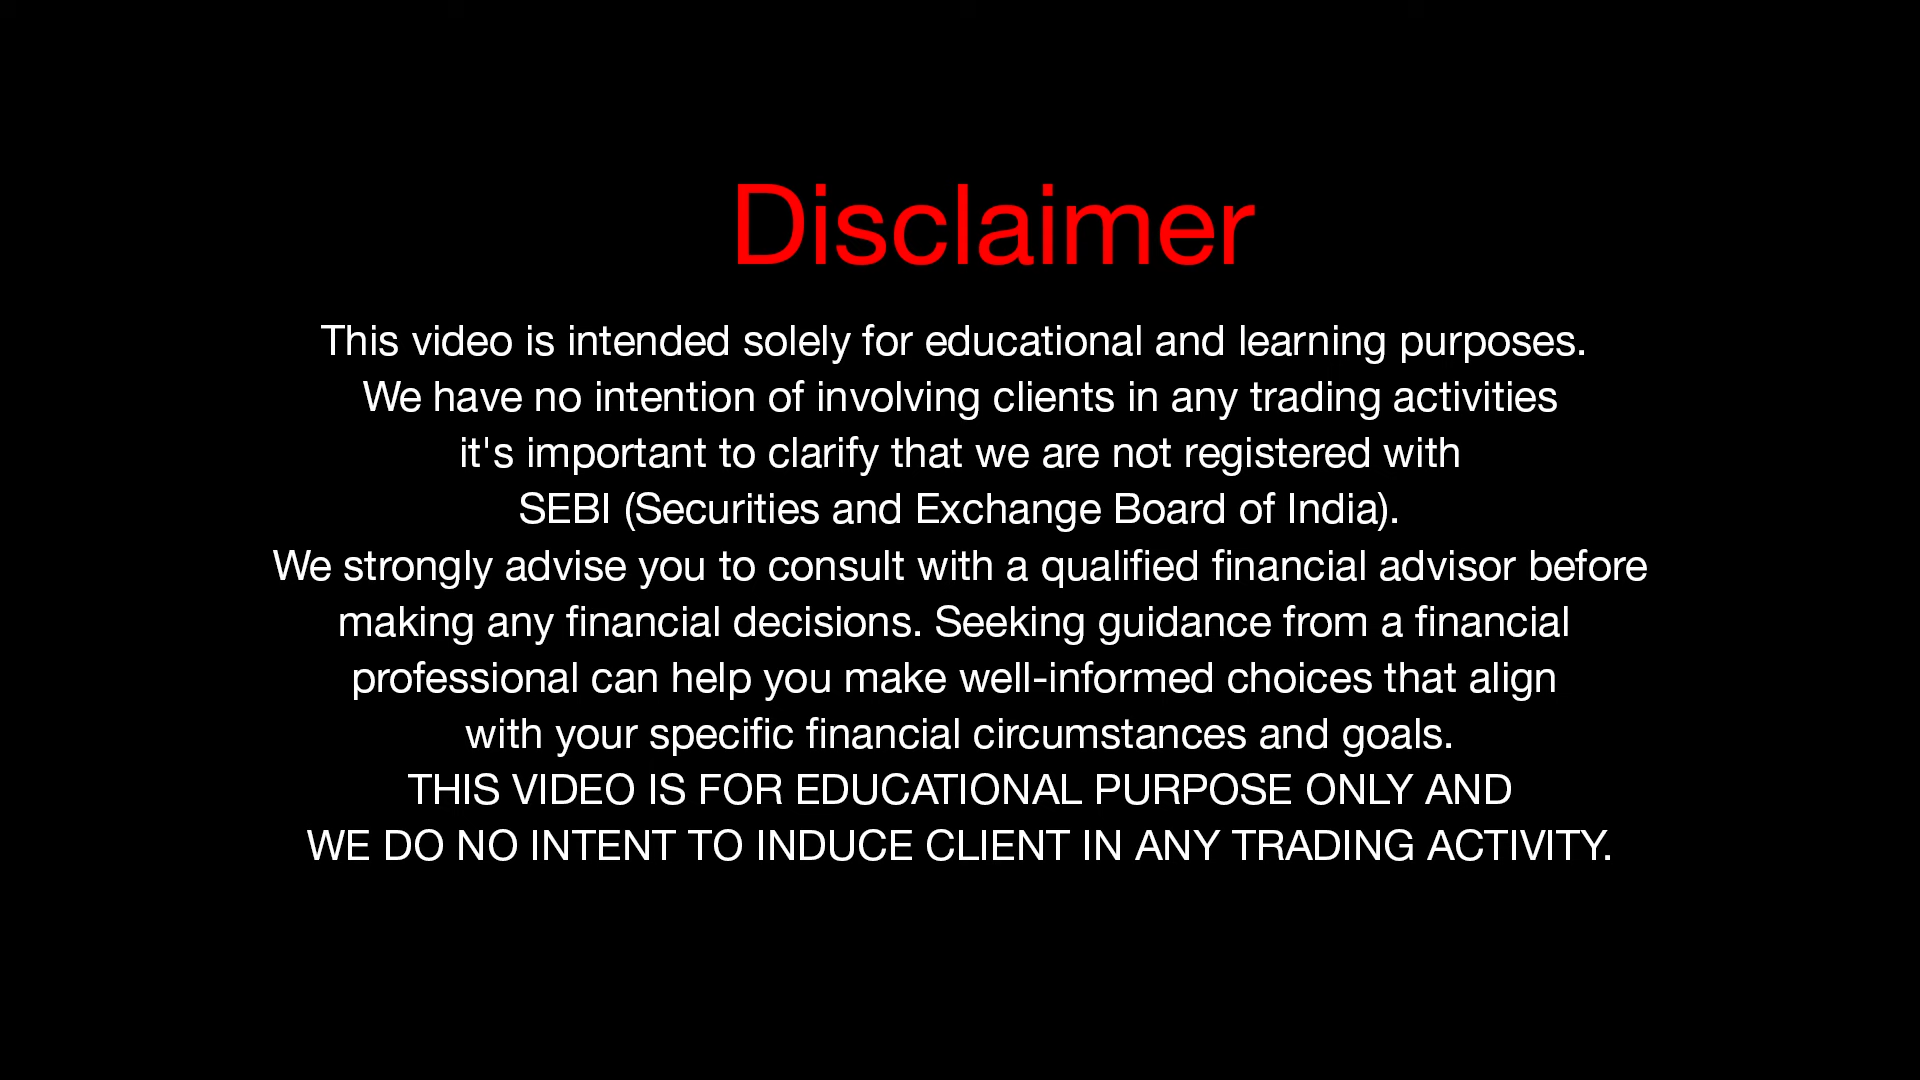 Disclaimer
This video is intended solely for educational and learning purposes.
We have no intention of involving clients in any trading activities
it's important to clarify that we are not registered with
SEBI (Securities and Exchange Board of India).
We strongly advise you to consult with a qualified financial advisor before
making any financial decisions. Seeking guidance from a financial
professional can help you make well-informed choices that align
with your specific financial circumstances and goals.
THIS VIDEO IS FOR EDUCATIONAL PURPOSE ONLY AND
WE DO NO INTENT TO INDUCE CLIENT IN ANY TRADING ACTIVITY.